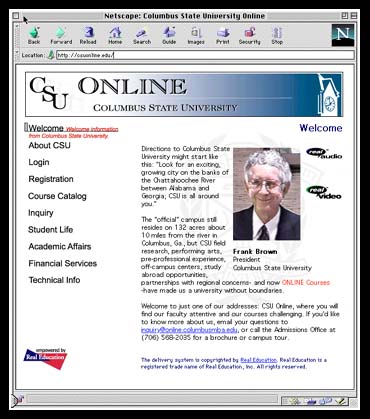 Netscape: Columbus State University Online
Back
Forward
Reload
Home
Search
Guide
Images
Print
Security
Stop
N
Location:
http://csuonline.edu/
CSU ONLINE
COLUMBUS STATE UNIVERSITY
Welcome Welcome information
from Columbus State University.
About CSU
Login
Registration
Course Catalog
Inquiry
Student Life
Academic Affairs
Financial Services
Technical Info
empowered by
Real Education
Welcome
Directions to Columbus State
University might start like
this: "Look for an exciting,
growing city on the banks of
the Chattahoochee River
between Alabama and
Georgia; CSU is all around
you."
The "official" campus still
resides on 132 acres about
10 miles from the river in
Columbus, Ga., but CSU field
research, performing arts,
pre-professional experience,
off-campus centers, study
abroad opportunities,
partnerships with regional concerns- and now ONLINE Courses
-have made us a university without boundaries.
real audio
real video
Frank Brown
President
Columbus State University
Welcome to just one of our addresses: CSU Online, where you will
find our faculty attentive and our courses challenging. If you'd like
to know more about us, email your questions to
inquiry@online.columbusmba.edu, or call the Admissions Office at
(706) 568-2035 for a brochure or campus tour.
The delivery system is copyrighted by Real Education. Real Education is a
registered trade name of Real Education, Inc. All rights reserved.